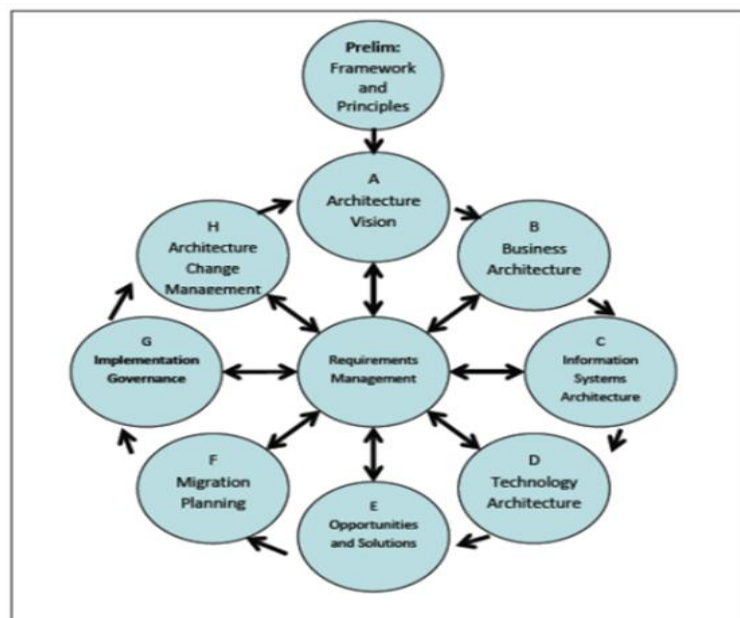 Prelim:
Framework
and
Principles
A
Architecture
Vision
B
Business
Architecture
C
Information
Systems
Architecture
D
Technology
Architecture
E
Opportunities
and Solutions
F
Migration
Planning
G
Implementation
Governance
H
Architecture
Change
Management
Requirements
Management